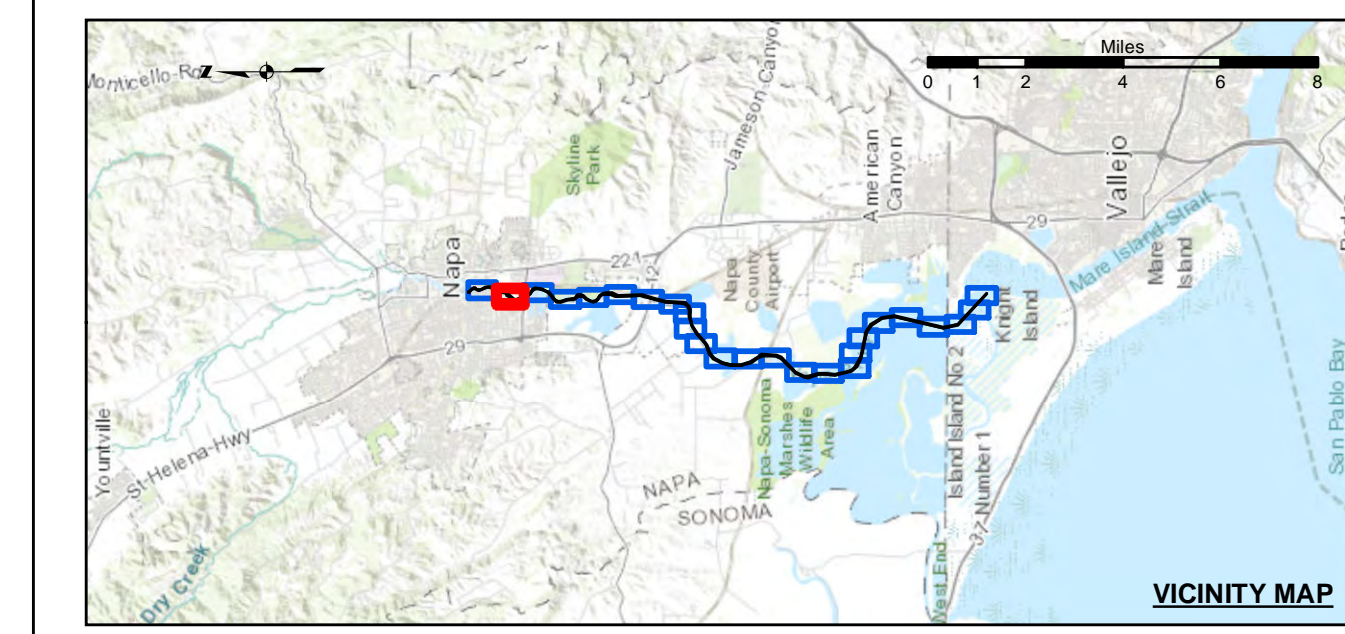 Miles
0 1 2 4 6 8
Monticello-Rd
Z
Jameson-Canyo
Skyline
Park
American
Canyon
Vallejo
29
Mare Island-Strait
Mare
Island
Napa
221
12
Napa
County
Airport
Knight
Island
29
Yountville
St-Helena-Hwy
Napa-Sonoma
Marshes
Wildlife
Area
Island Island No 2
Number 1
37
San Pablo Bay
NAPA
SONOMA
Dry Creek
West End
VICINITY MAP